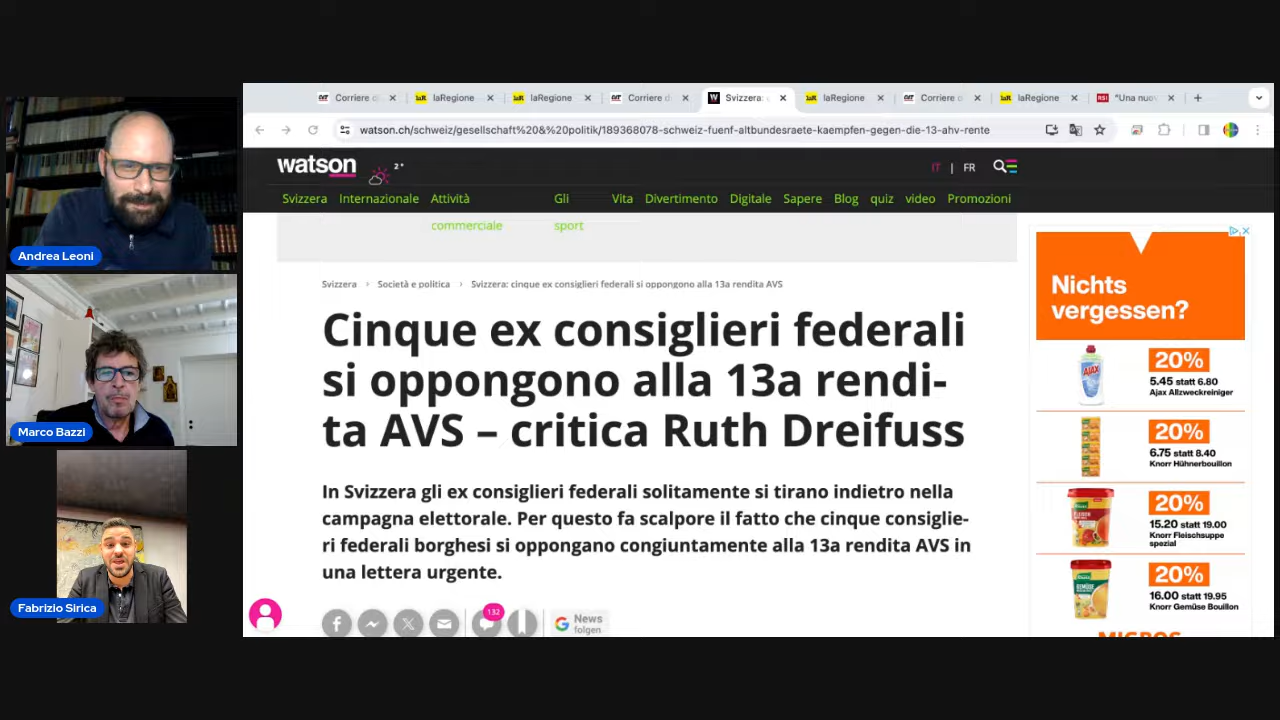 Corriere d
laRegione
laRegione
Corriere d
Svizzera:
laRegione
Corriere d
laRegione
RSI "Una nuov
watson.ch/schweiz/gesellschaft%20&%20politik/189368078-schweiz-fuenf-altbundesraete-kaempfen-gegen-die-13-ahv-rente
watson
2°
IT | FR
Svizzera Internazionale Attività commerciale Gli sport Vita Divertimento Digitale Sapere Blog quiz video Promozioni
Svizzera > Società e politica > Svizzera: cinque ex consiglieri federali si oppongono alla 13a rendita AVS
Cinque ex consiglieri federali
si oppongono alla 13a rendi-
ta AVS – critica Ruth Dreifuss
In Svizzera gli ex consiglieri federali solitamente si tirano indietro nella
campagna elettorale. Per questo fa scalpore il fatto che cinque consiglie-
ri federali borghesi si oppongano congiuntamente alla 13a rendita AVS in
una lettera urgente.
132
News
folgen
Nichts
vergessen?
20%
5.45 statt 6.80
Ajax Allzweckreiniger
20%
6.75 statt 8.40
Knorr Hühnerbouillon
20%
15.20 statt 19.00
Knorr Fleischsuppe
spezial
20%
16.00 statt 19.95
Knorr Gemüse Bouillon
MIGROS
Andrea Leoni
Marco Bazzi
Fabrizio Sirica